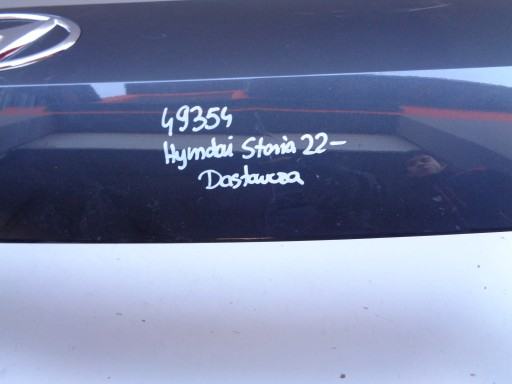 49354
Hyundai Staria 22-
Dostawcza